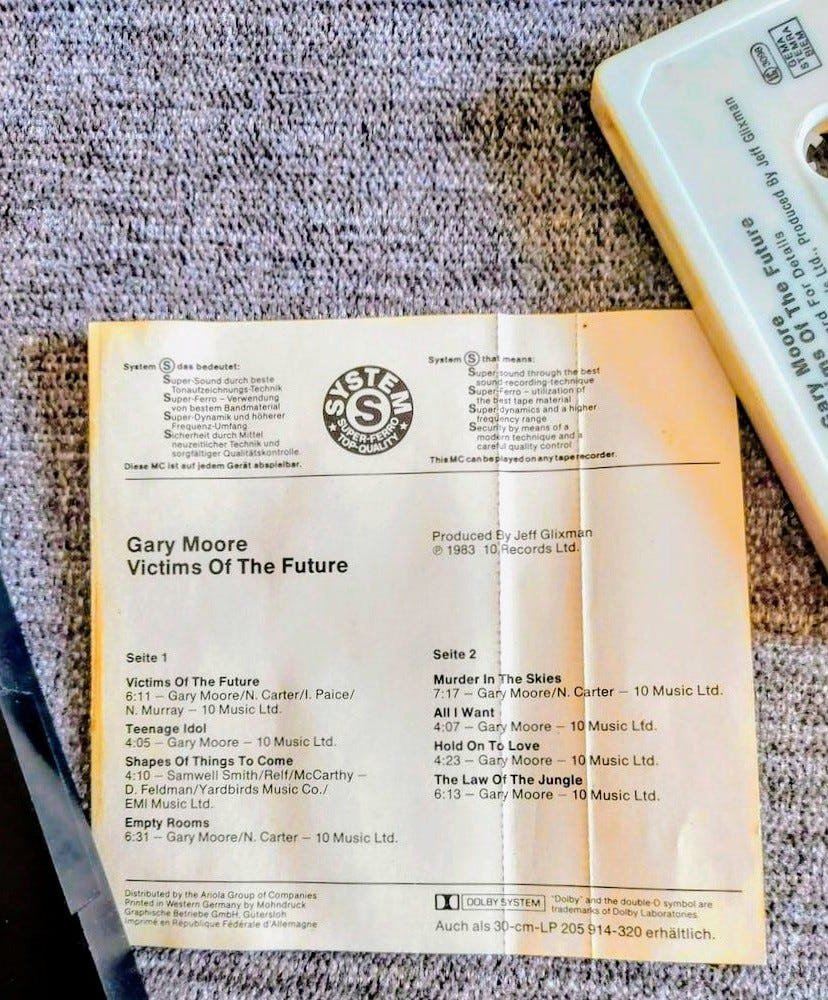 System S das bedeutet:
Super-Sound durch beste
Tonaufzeichnungs-Technik
Super-Ferro – Verwendung
von bestem Bandmaterial
Super-Dynamik und höherer
Frequenz-Umfang
Sicherheit durch Mittel
neuzeitlicher Technik und
sorgfältiger Qualitätskontrolle
Diese MC ist auf jedem Gerät abspielbar.
SYSTEM
S
SUPER-FERRO
TOP-QUALITY
System S that means:
Super-sound through the best
sound-recording-technique
Super-Ferro – utilization of
the best tape material
Super-dynamics and a higher
frequency range
Security by means of a
modern technique and a
careful quality control
This MC can be played on any tape recorder.
Gary Moore
Victims Of The Future
Produced By Jeff Glixman
℗ 1983 10 Records Ltd.
Seite 1
Victims Of The Future
6:11 – Gary Moore/N. Carter/I. Paice/
N. Murray – 10 Music Ltd.
Teenage Idol
4:05 – Gary Moore – 10 Music Ltd.
Shapes Of Things To Come
4:10 – Samwell Smith/Relf/McCarthy –
D. Feldman/Yardbirds Music Co./
EMI Music Ltd.
Empty Rooms
6:31 – Gary Moore/N. Carter – 10 Music Ltd.
Seite 2
Murder In The Skies
7:17 – Gary Moore/N. Carter – 10 Music Ltd.
All I Want
4:07 – Gary Moore – 10 Music Ltd.
Hold On To Love
4:23 – Gary Moore – 10 Music Ltd.
The Law Of The Jungle
6:13 – Gary Moore – 10 Music Ltd.
Distributed by the Ariola Group of Companies
Printed in Western Germany by Mohndruck
Graphische Betriebe GmbH, Gütersloh
Imprimé en République Fédérale d'Allemagne
DOLBY SYSTEM
"Dolby" and the double-D symbol are
trademarks of Dolby Laboratories.
Auch als 30-cm-LP 205 914-320 erhältlich.
GEMA
STEMRA
BIEM
Gary Moore
ms Of The Future
rd For Details
Ltd., Produced By Jeff Glixman